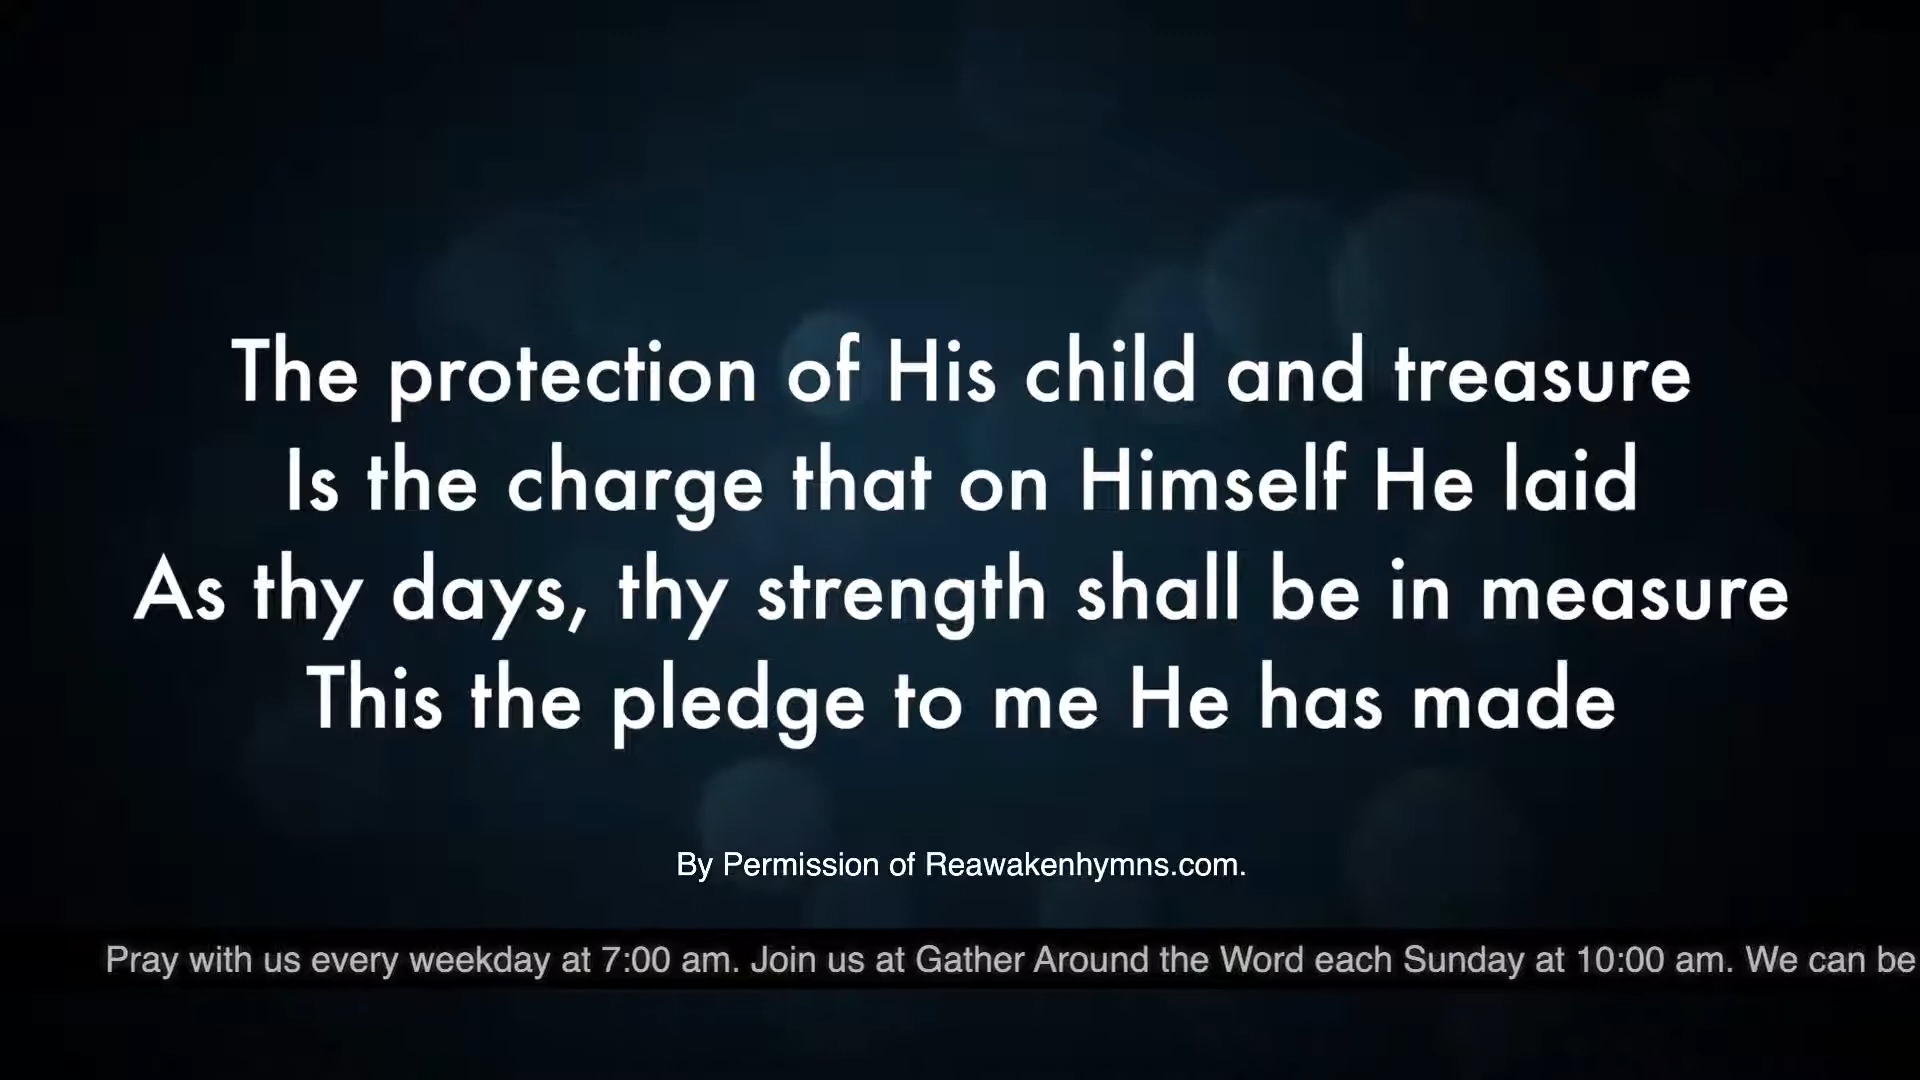 The protection of His child and treasure
Is the charge that on Himself He laid
As thy days, thy strength shall be in measure
This the pledge to me He has made
By Permission of Reawakenhymns.com.
Pray with us every weekday at 7:00 am. Join us at Gather Around the Word each Sunday at 10:00 am. We can be